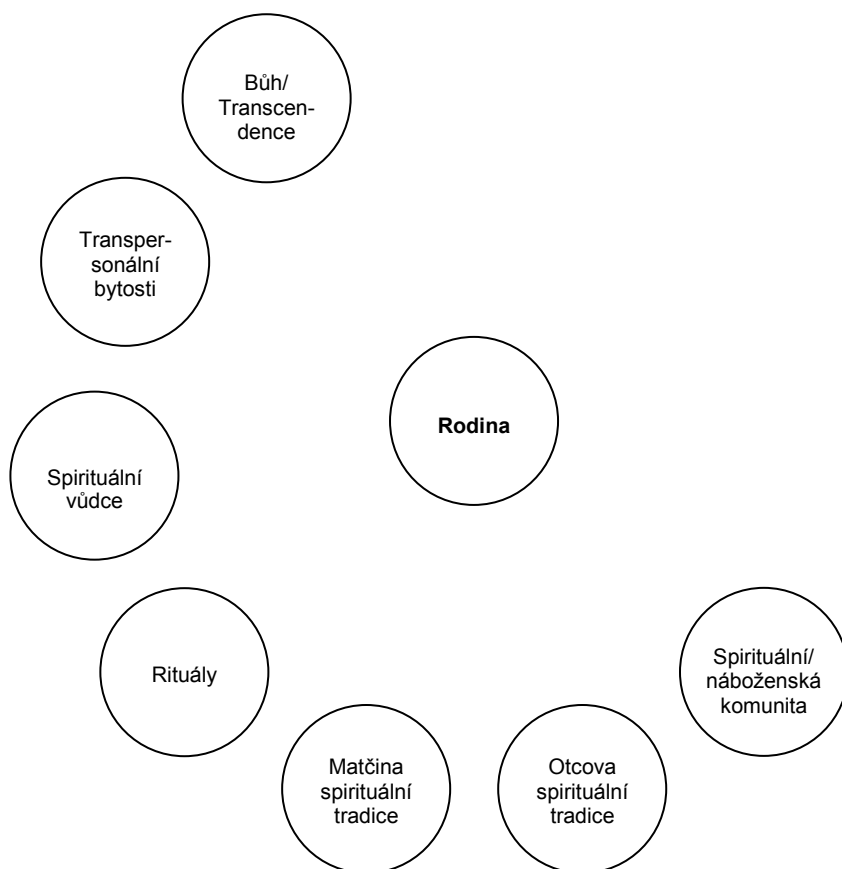 Bůh/
Transcen-
dence
Transper-
sonální
bytosti
Rodina
Spirituální
vůdce
Rituály
Spirituální/
náboženská
komunita
Matčina
spirituální
tradice
Otcova
spirituální
tradice